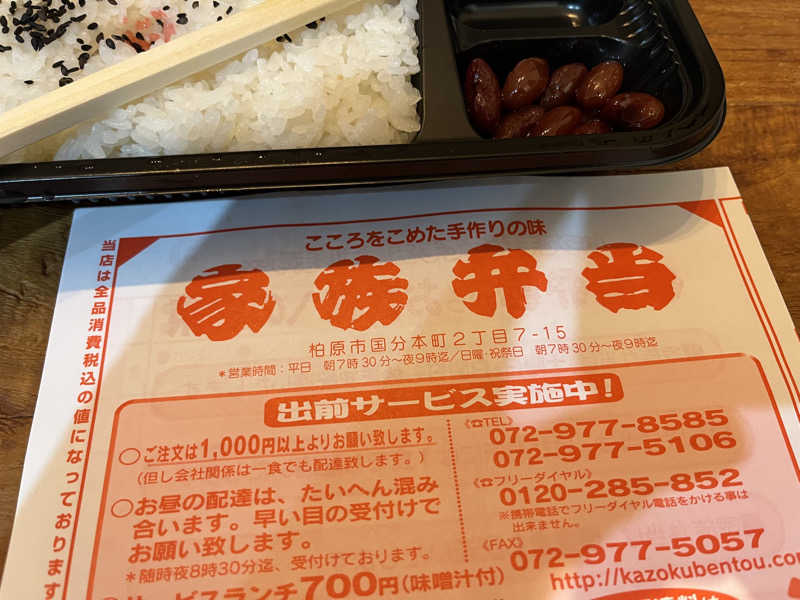 こころをこめた手作りの味
家族弁当
柏原市国分本町2丁目7-15
*営業時間:平日 朝7時30分〜夜9時迄/日曜・祝祭日 朝7時30分〜夜9時迄
当店は全品消費税込の値になっております
出前サービス実施中!
○ご注文は1,000円以上よりお願い致します。
(但し会社関係は一食でも配達致します。)
○お昼の配達は、たいへん混み
合います。早い目の受付けで
お願い致します。
*随時夜8時30分迄、受付けております。
サービスランチ700円(味噌汁付)
《☎TEL》
072-977-8585
072-977-5106
《☎フリーダイヤル》
0120-285-852
※携帯電話でフリーダイヤル電話をかける事は
出来ません。
《FAX》
072-977-5057
http://kazokubentou.com